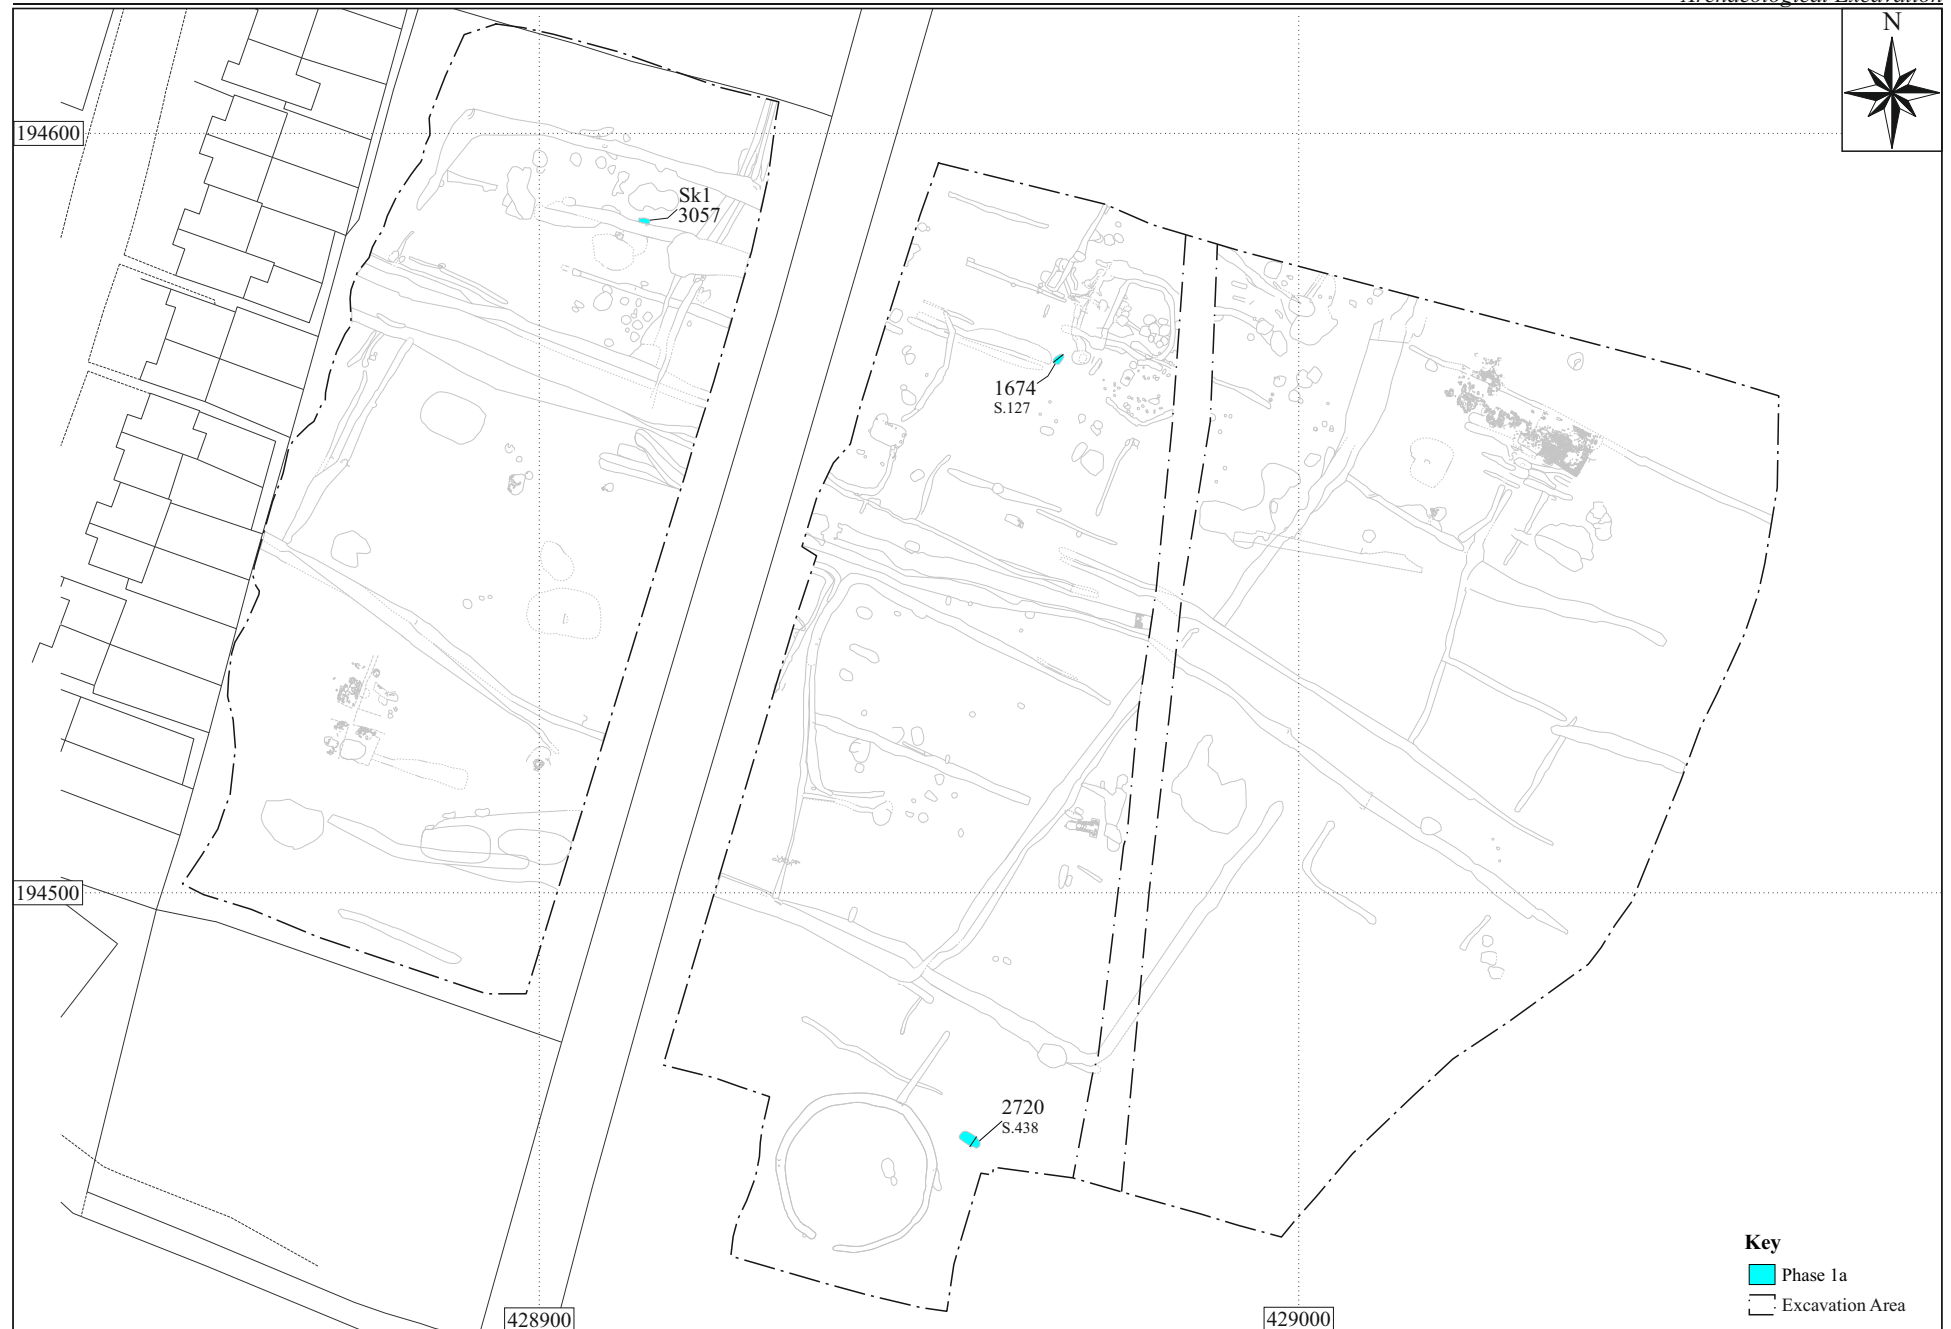 Archaeological Excavation
N
194600
Sk1
3057
1674
S.127
194500
2720
S.438
Key
Phase 1a
Excavation Area
428900
429000